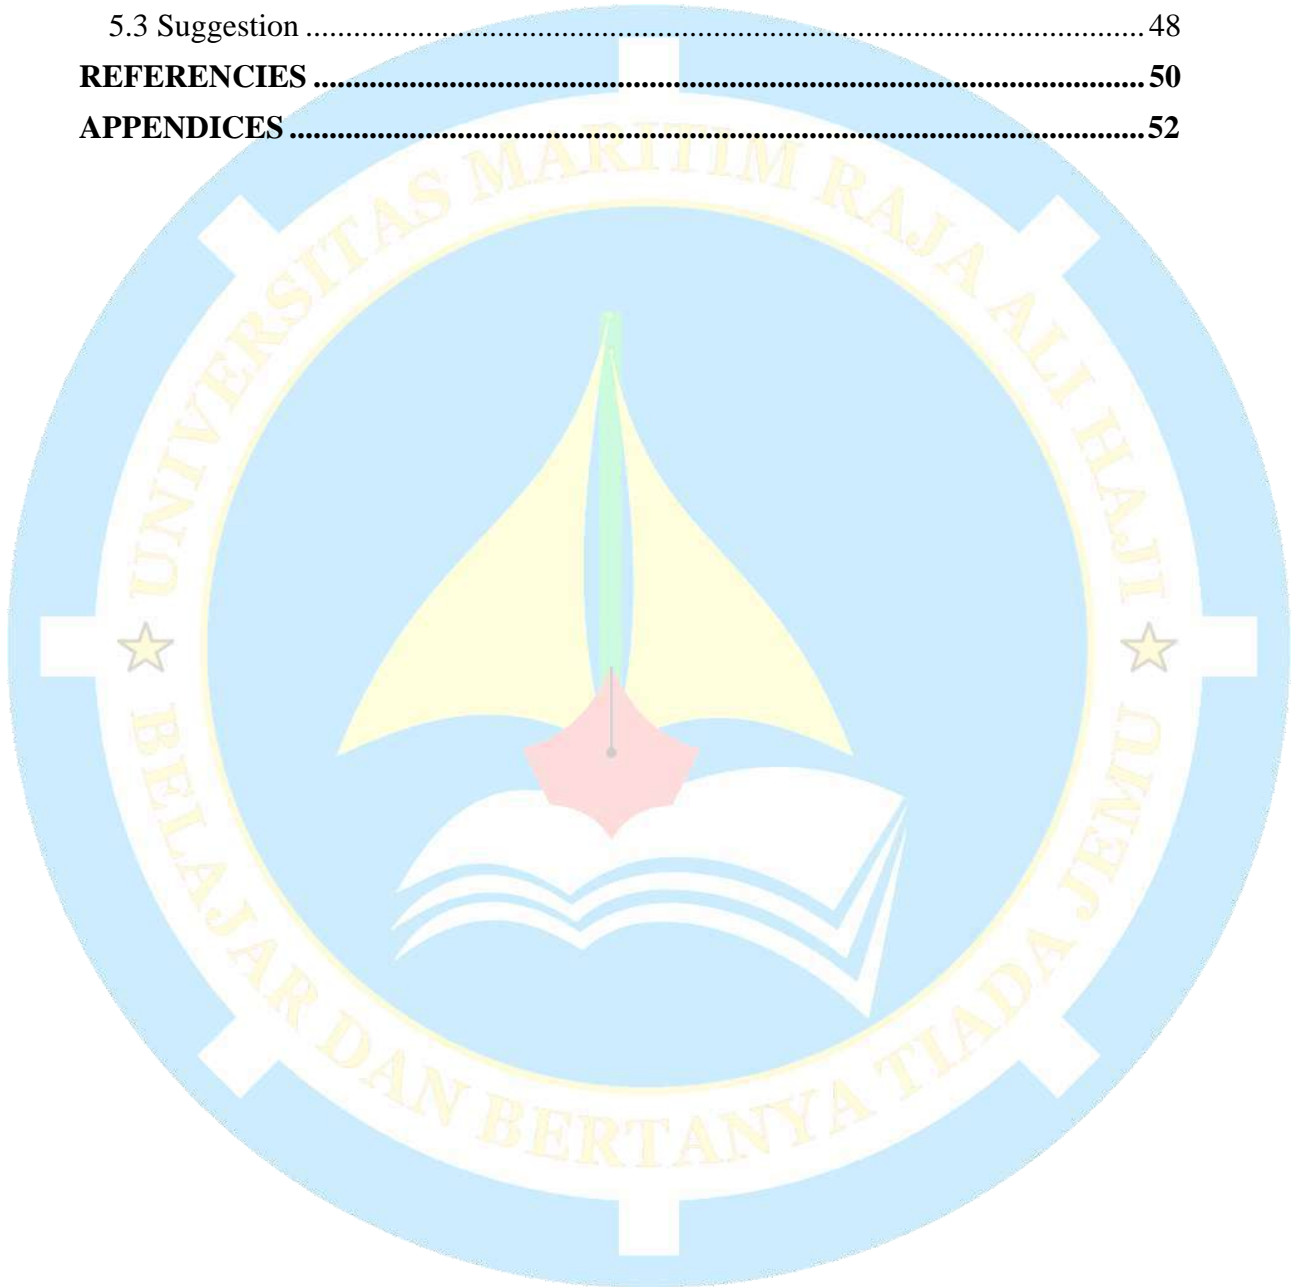 5.3 Suggestion ............................................................................................................ 48
REFERENCIES .......................................................................................................... 50
APPENDICES ............................................................................................................. 52
UNIVERSITAS MARITIM RAJA ALI HAJI
BELAJAR DAN BERTANYA TIADA JEMU